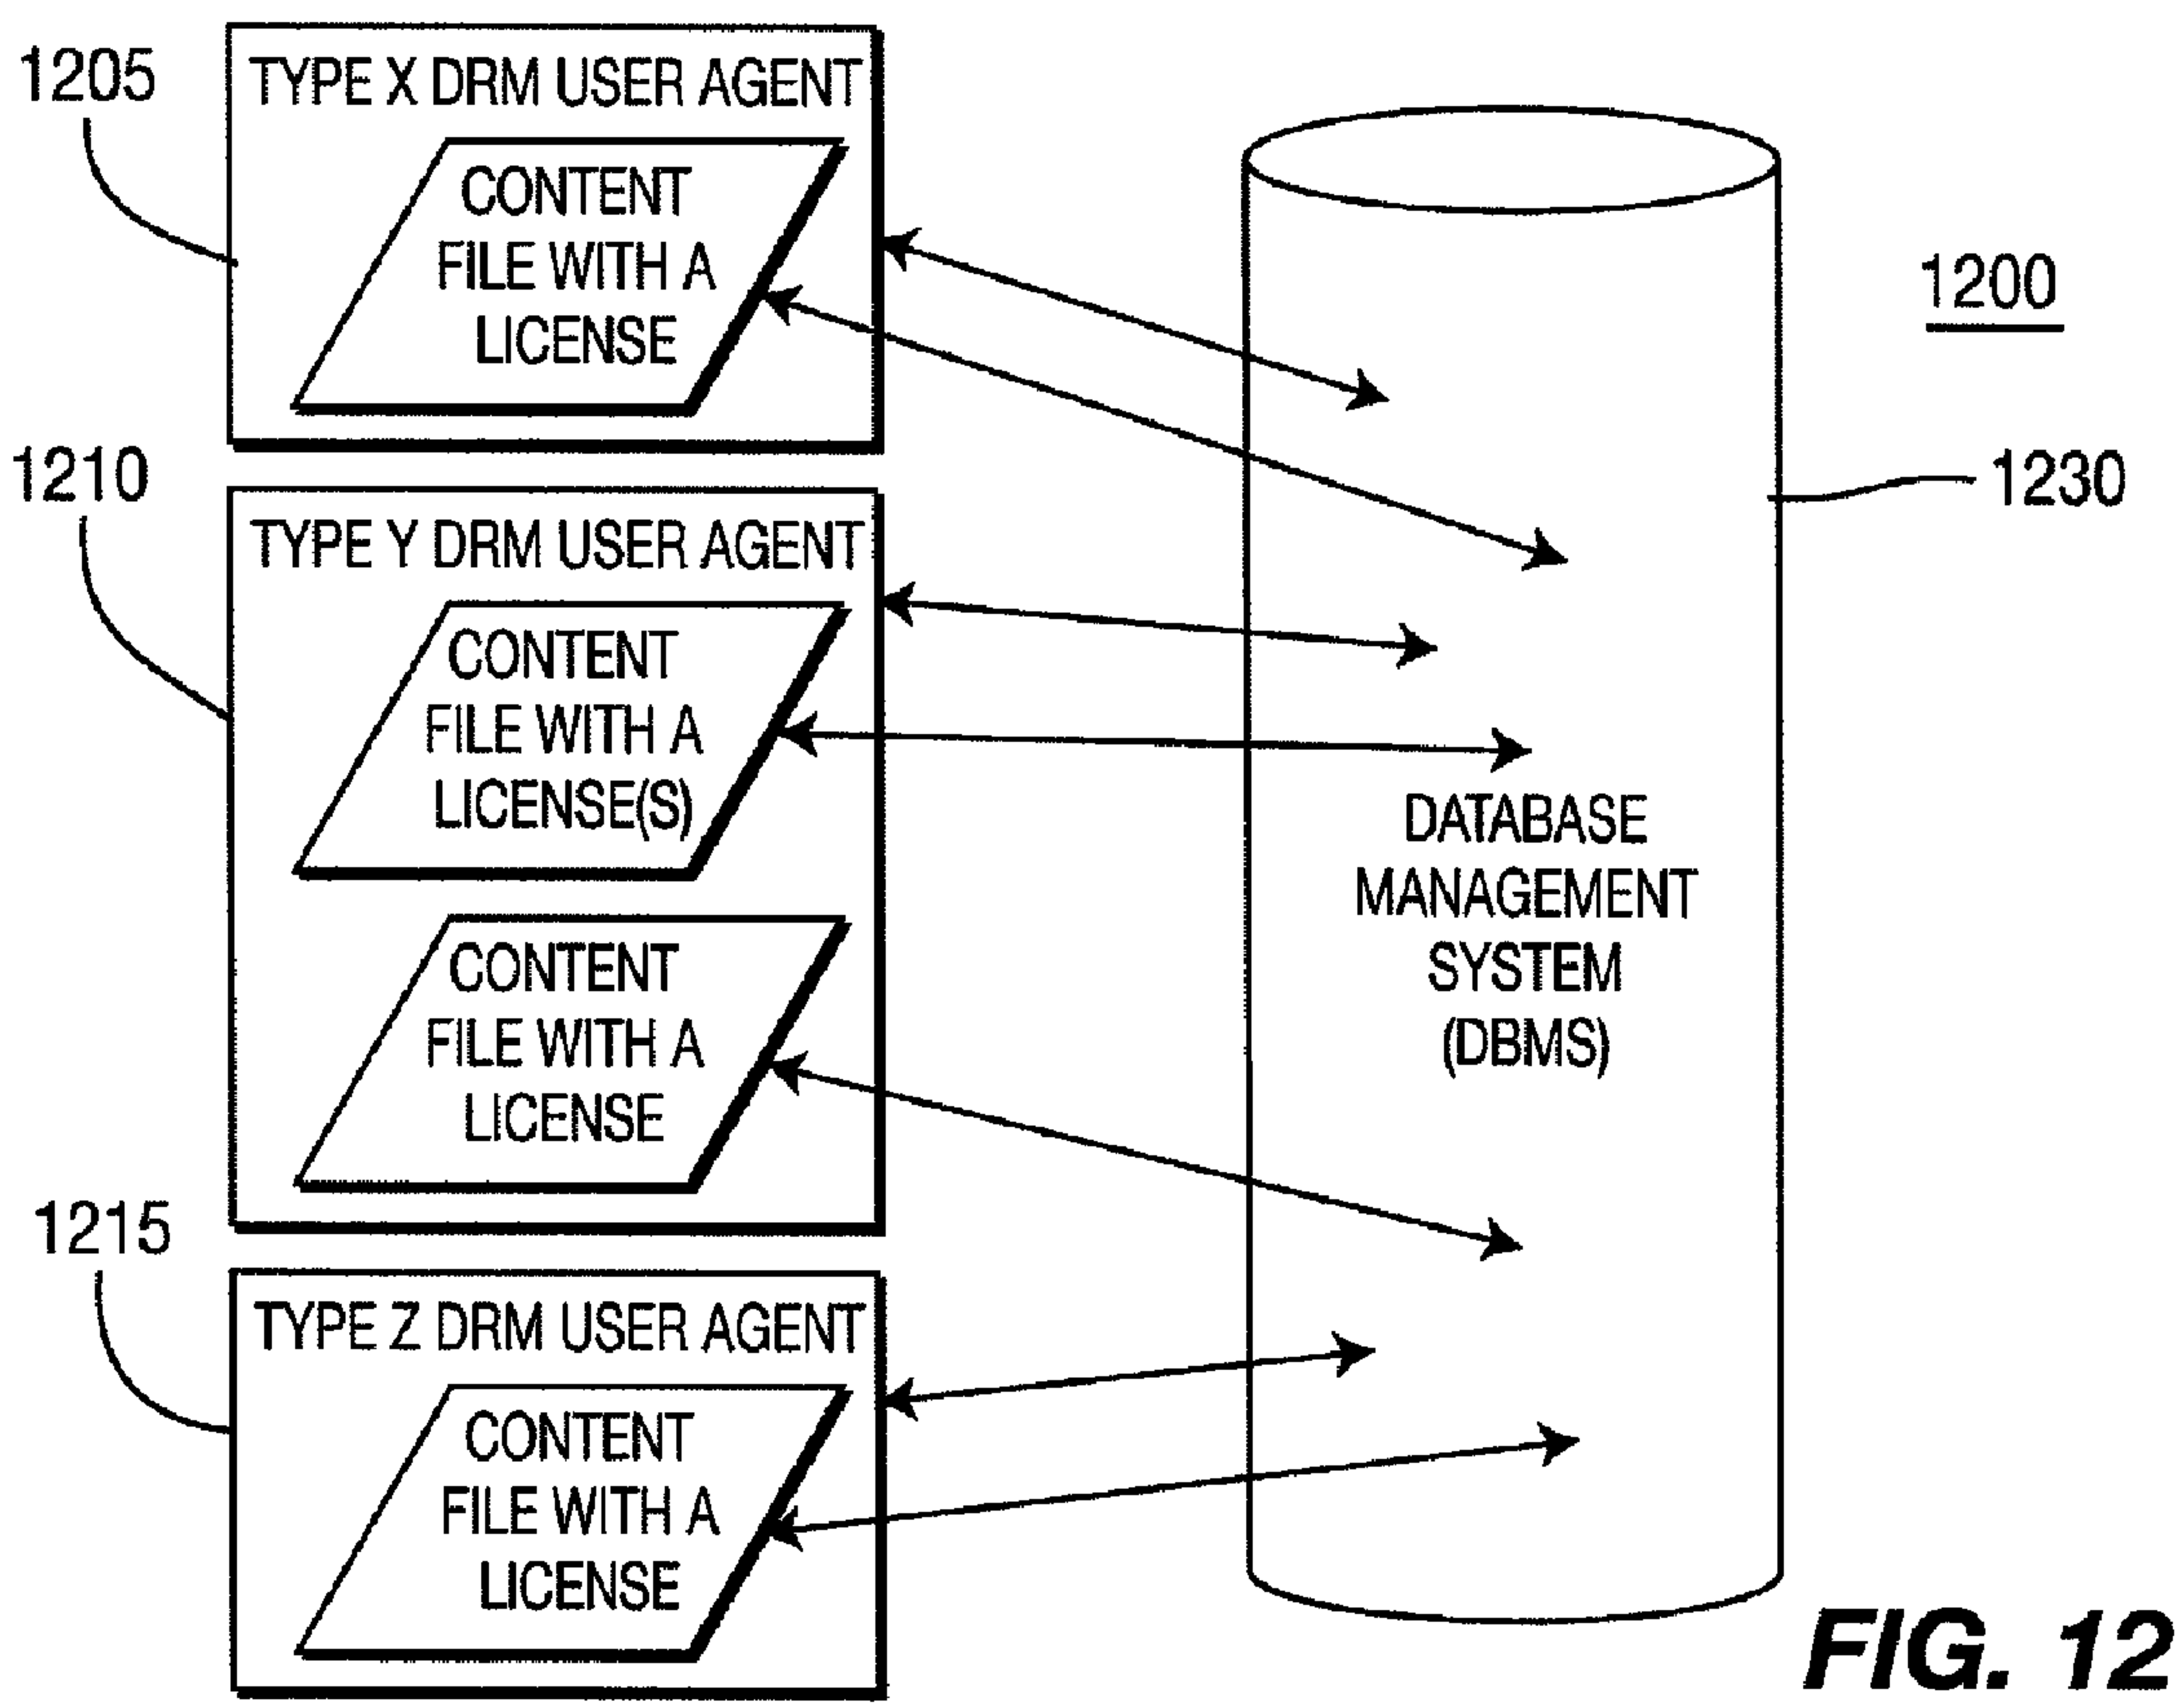 1205
TYPE X DRM USER AGENT
CONTENT
FILE WITH A
LICENSE
1210
TYPE Y DRM USER AGENT
CONTENT
FILE WITH A
LICENSE(S)
CONTENT
FILE WITH A
LICENSE
1215
TYPE Z DRM USER AGENT
CONTENT
FILE WITH A
LICENSE
1200
1230
DATABASE
MANAGEMENT
SYSTEM
(DBMS)
FIG. 12